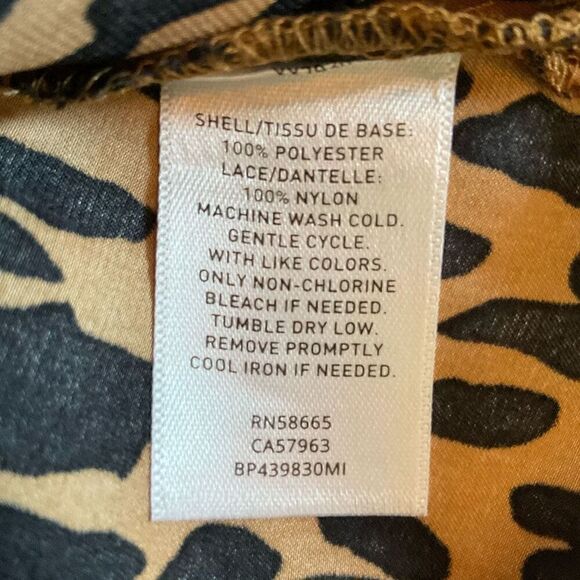 SHELL/TISSU DE BASE:
100% POLYESTER
LACE/DANTELLE:
100% NYLON
MACHINE WASH COLD.
GENTLE CYCLE.
WITH LIKE COLORS.
ONLY NON-CHLORINE
BLEACH IF NEEDED.
TUMBLE DRY LOW.
REMOVE PROMPTLY
COOL IRON IF NEEDED.
RN58665
CA57963
BP439830MI